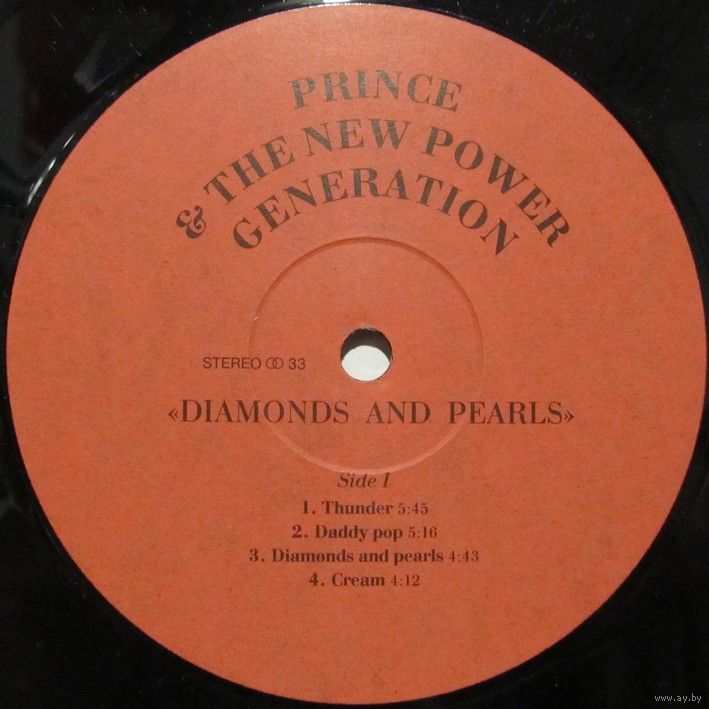 PRINCE
& THE NEW POWER
GENERATION
STEREO ↀ 33
«DIAMONDS AND PEARLS»
Side I
1. Thunder 5:45
2. Daddy pop 5:16
3. Diamonds and pearls 4:43
4. Cream 4:12
www.ay.by